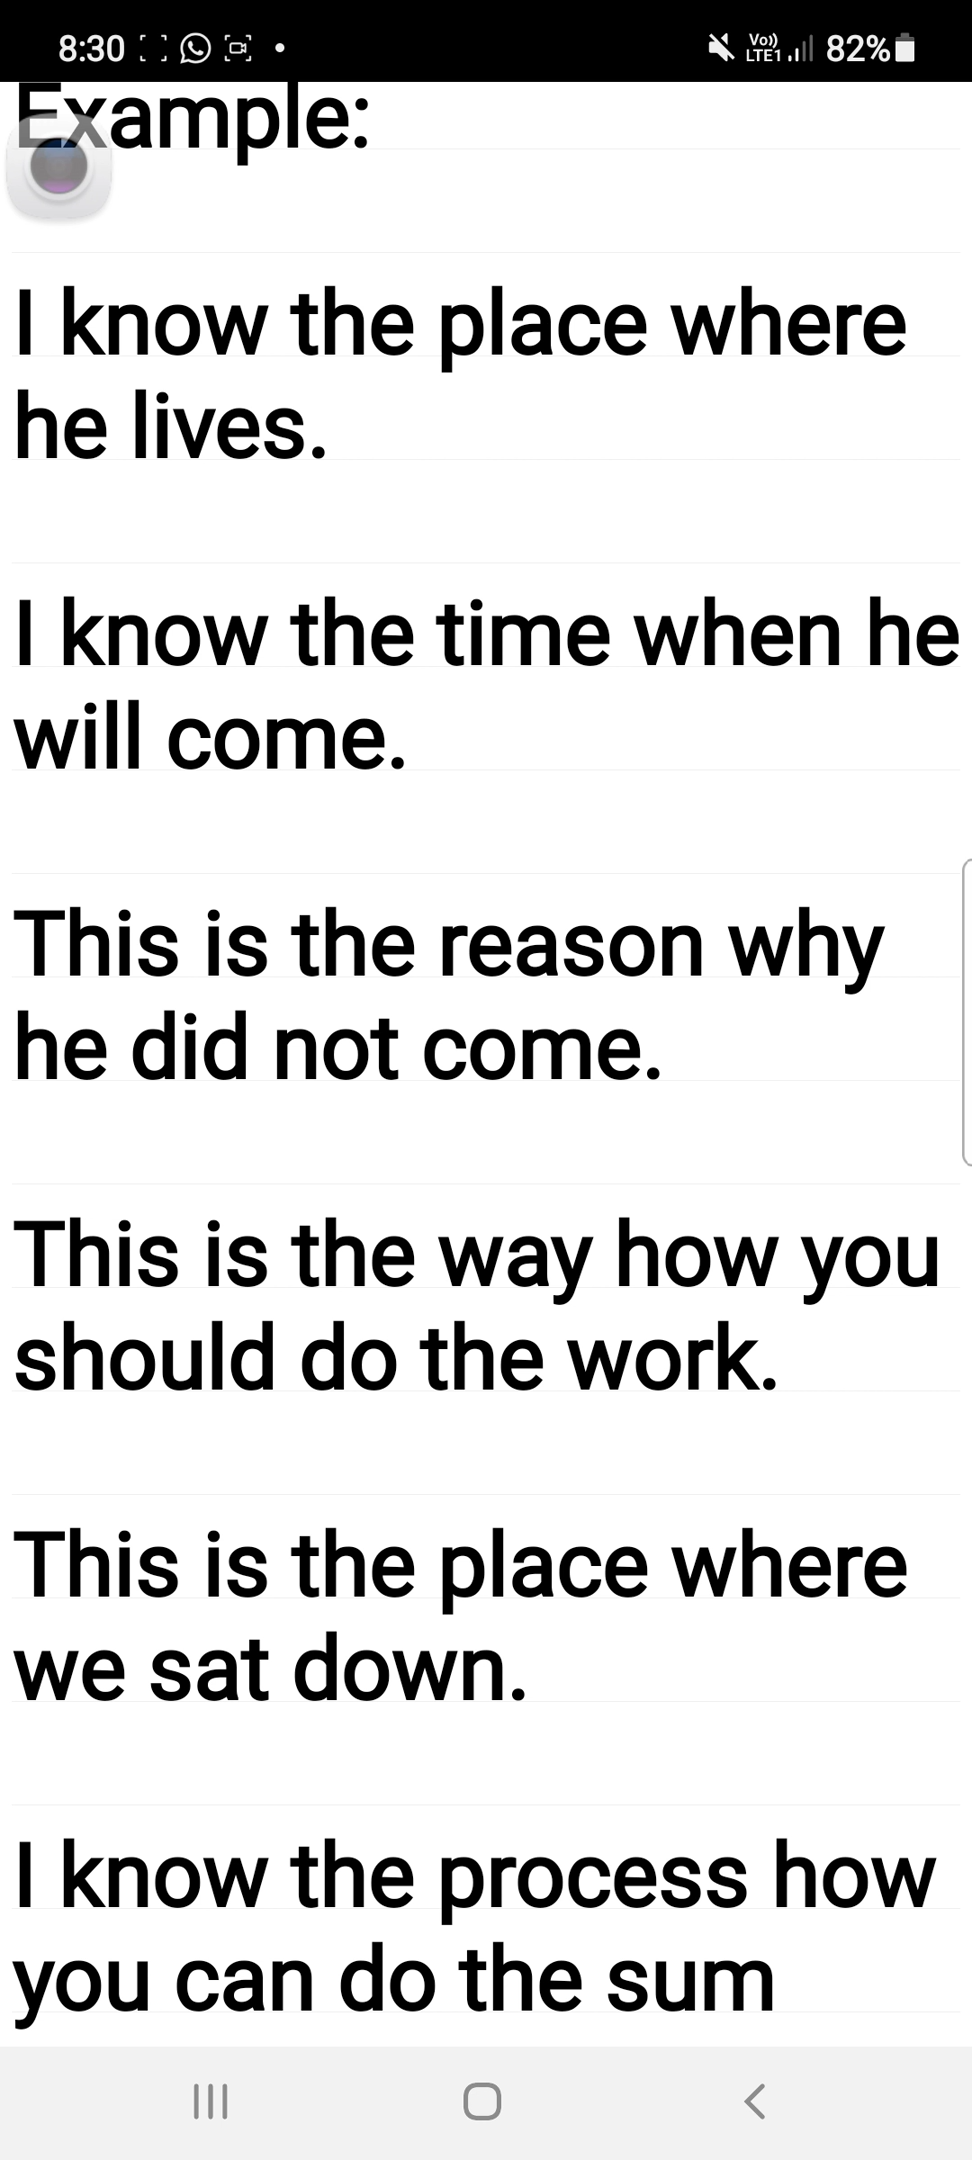 8:30 Vo)) LTE1 82%
Example:
I know the place where
he lives.
I know the time when he
will come.
This is the reason why
he did not come.
This is the way how you
should do the work.
This is the place where
we sat down.
I know the process how
you can do the sum